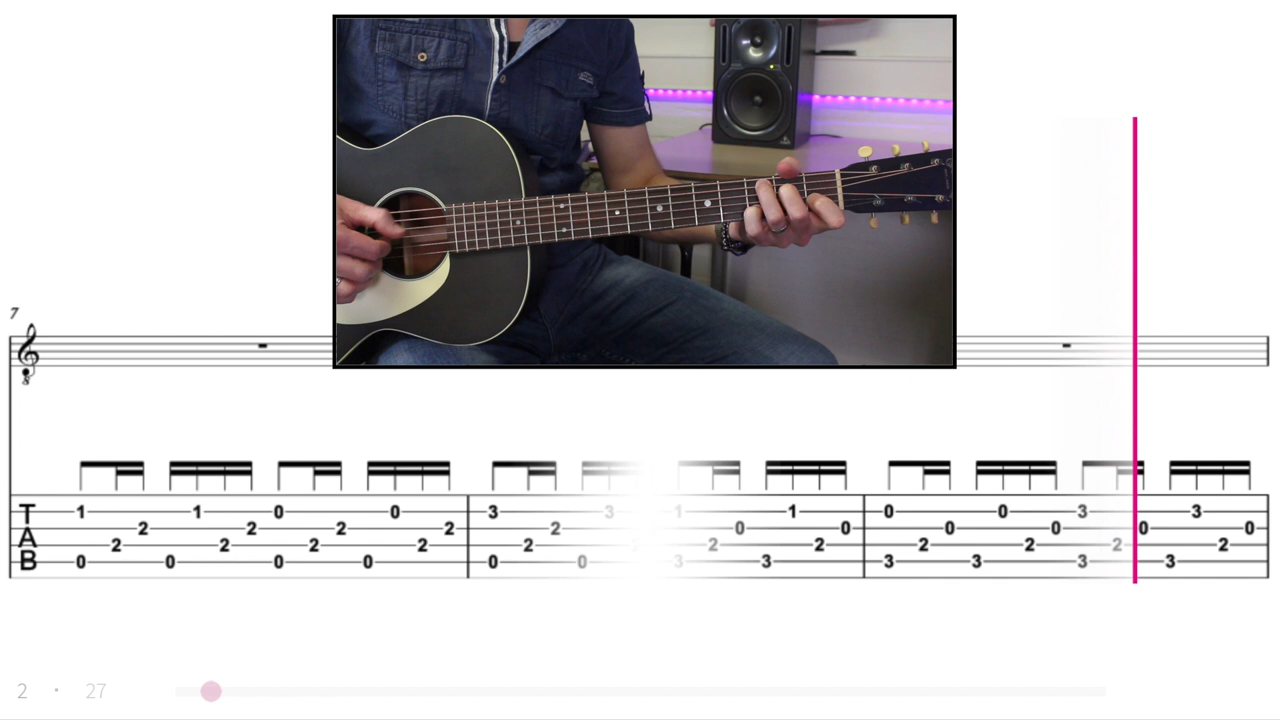 7
8
1 1 0 0 3 3 1 1 0 0 3 3
T
2 2 2 2 2 0 0 0 0 0 0
A
2 2 2 2 2 2 2 2 2 2 2
B
0 0 0 0 0 0 3 3 3 3 3 3
2 · 27